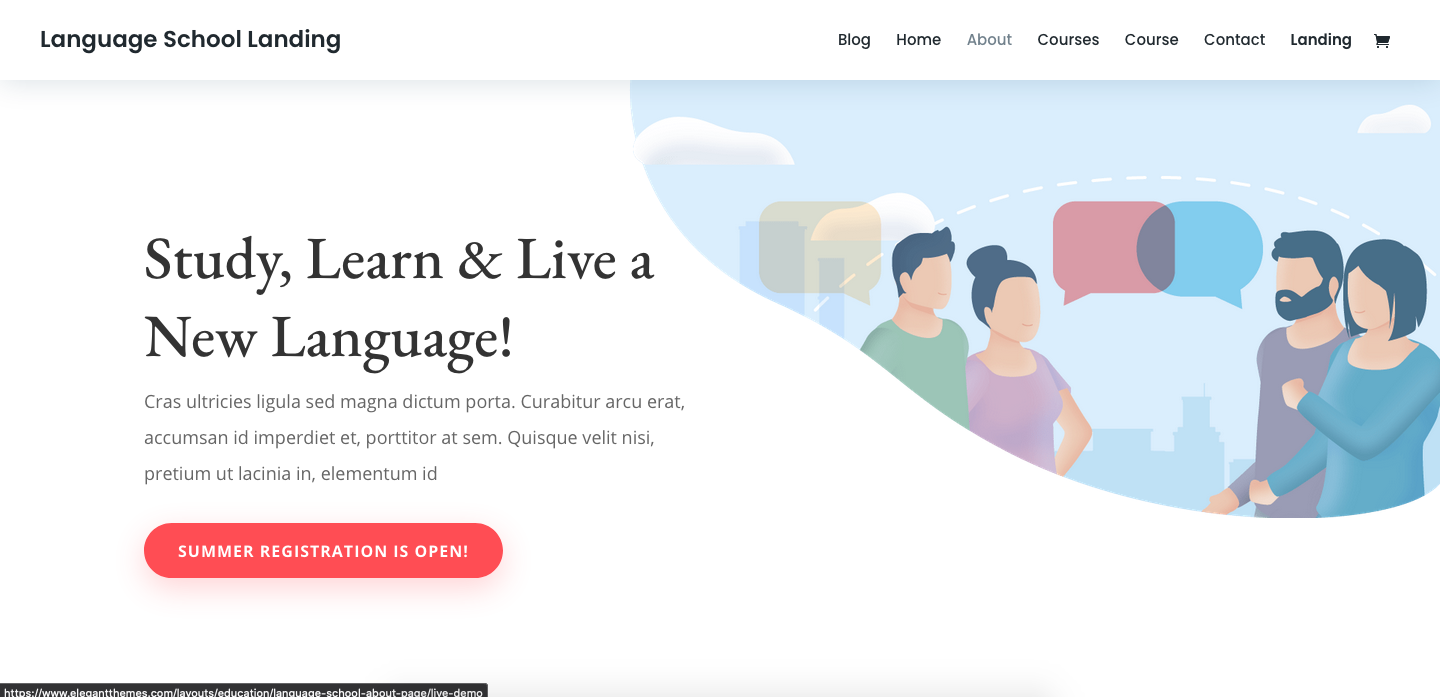 Language School Landing
Blog Home About Courses Course Contact Landing
Study, Learn & Live a
New Language!
Cras ultricies ligula sed magna dictum porta. Curabitur arcu erat,
accumsan id imperdiet et, porttitor at sem. Quisque velit nisi,
pretium ut lacinia in, elementum id
SUMMER REGISTRATION IS OPEN!
https://www.elegantthemes.com/layouts/education/language-school-about-page/live-demo